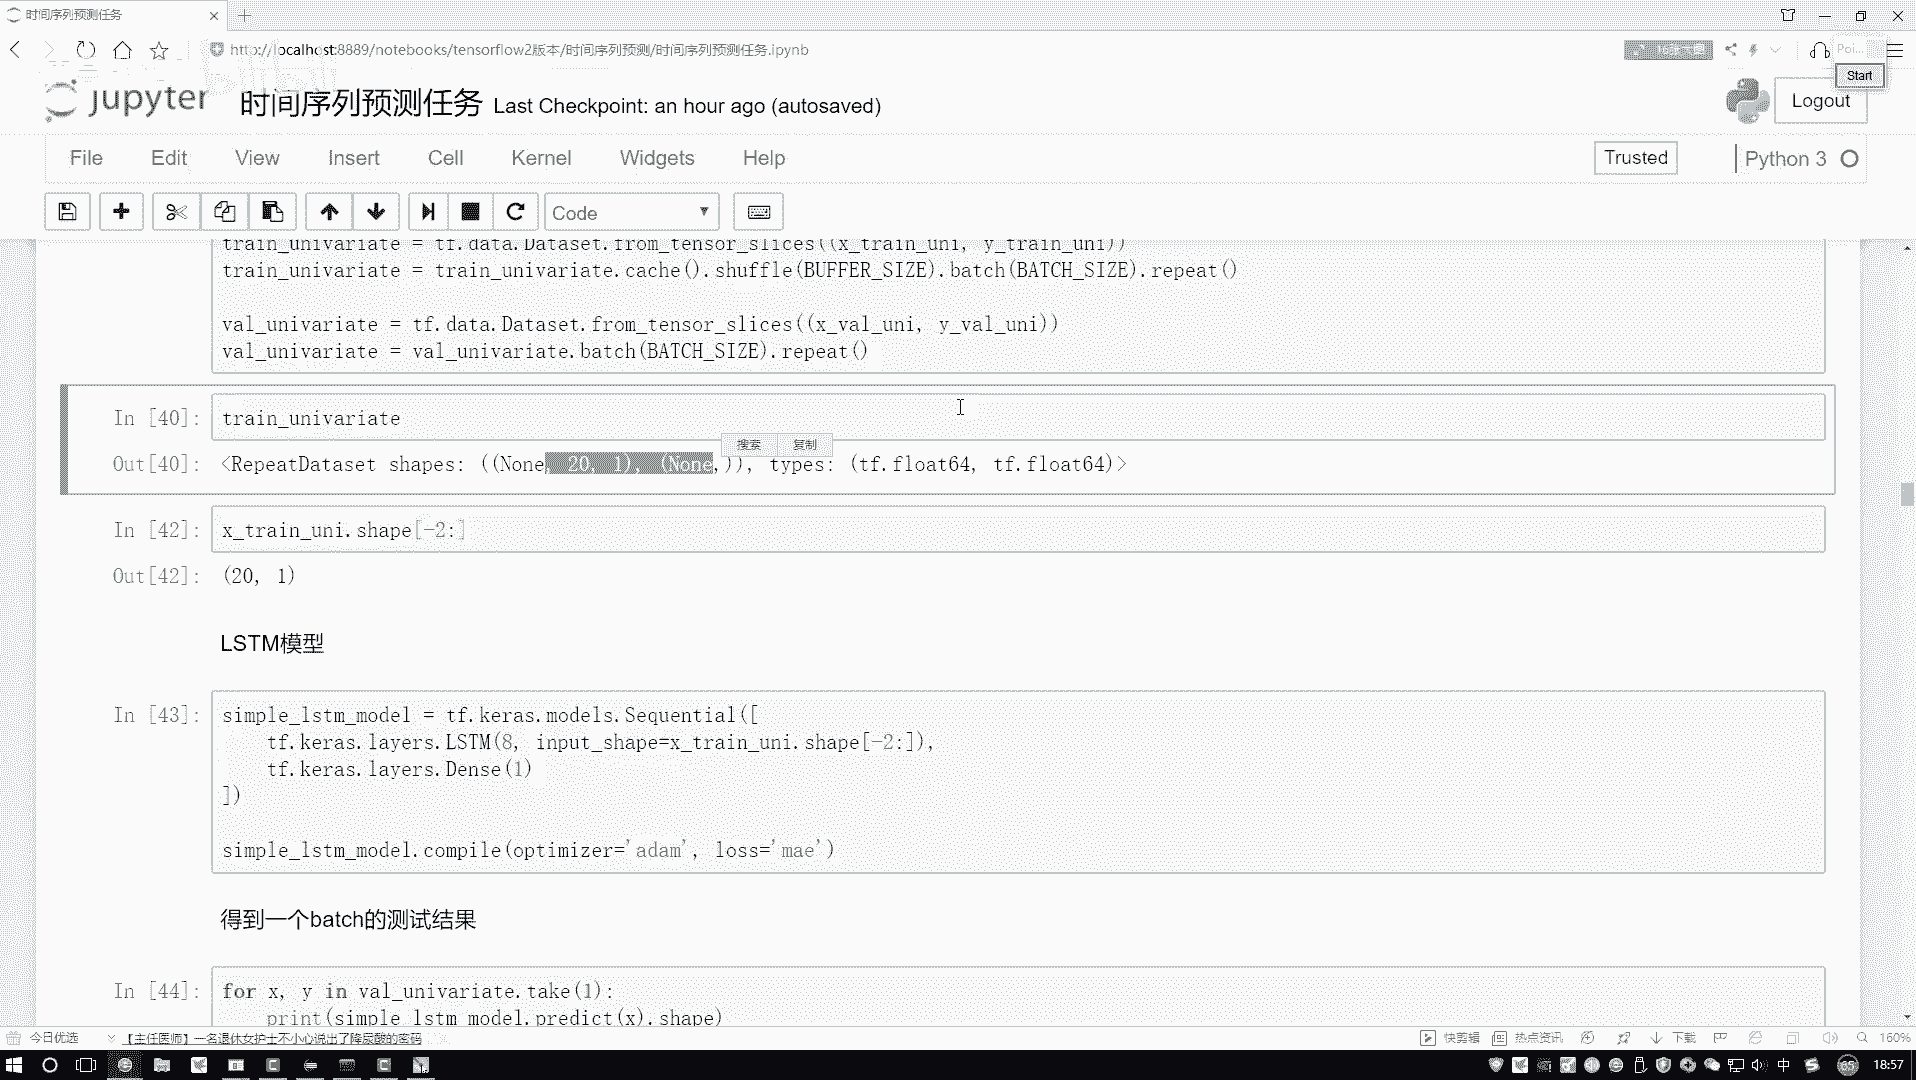 时间序列预测任务
http://localhost:8889/notebooks/tensorflow2版本/时间序列预测/时间序列预测任务.ipynb
Poi...
Start
jupyter 时间序列预测任务 Last Checkpoint: an hour ago (autosaved)
Logout
File Edit View Insert Cell Kernel Widgets Help
Trusted
Python 3
Code
train_univariate = tf.data.Dataset.from_tensor_slices((x_train_uni, y_train_uni))
train_univariate = train_univariate.cache().shuffle(BUFFER_SIZE).batch(BATCH_SIZE).repeat()
val_univariate = tf.data.Dataset.from_tensor_slices((x_val_uni, y_val_uni))
val_univariate = val_univariate.batch(BATCH_SIZE).repeat()
In [40]: train_univariate
搜索 复制
Out[40]: <RepeatDataset shapes: ((None, 20, 1), (None,)), types: (tf.float64, tf.float64)>
In [42]: x_train_uni.shape[-2:]
Out[42]: (20, 1)
LSTM模型
In [43]: simple_lstm_model = tf.keras.models.Sequential([
tf.keras.layers.LSTM(8, input_shape=x_train_uni.shape[-2:]),
tf.keras.layers.Dense(1)
])
simple_lstm_model.compile(optimizer='adam', loss='mae')
得到一个batch的测试结果
In [44]: for x, y in val_univariate.take(1):
print(simple_lstm_model.predict(x).shape)
今日优选 【主任医师】一名退休女护士不小心说出了降尿酸的密码 快剪辑 热点资讯 下载 160%
中 65 18:57